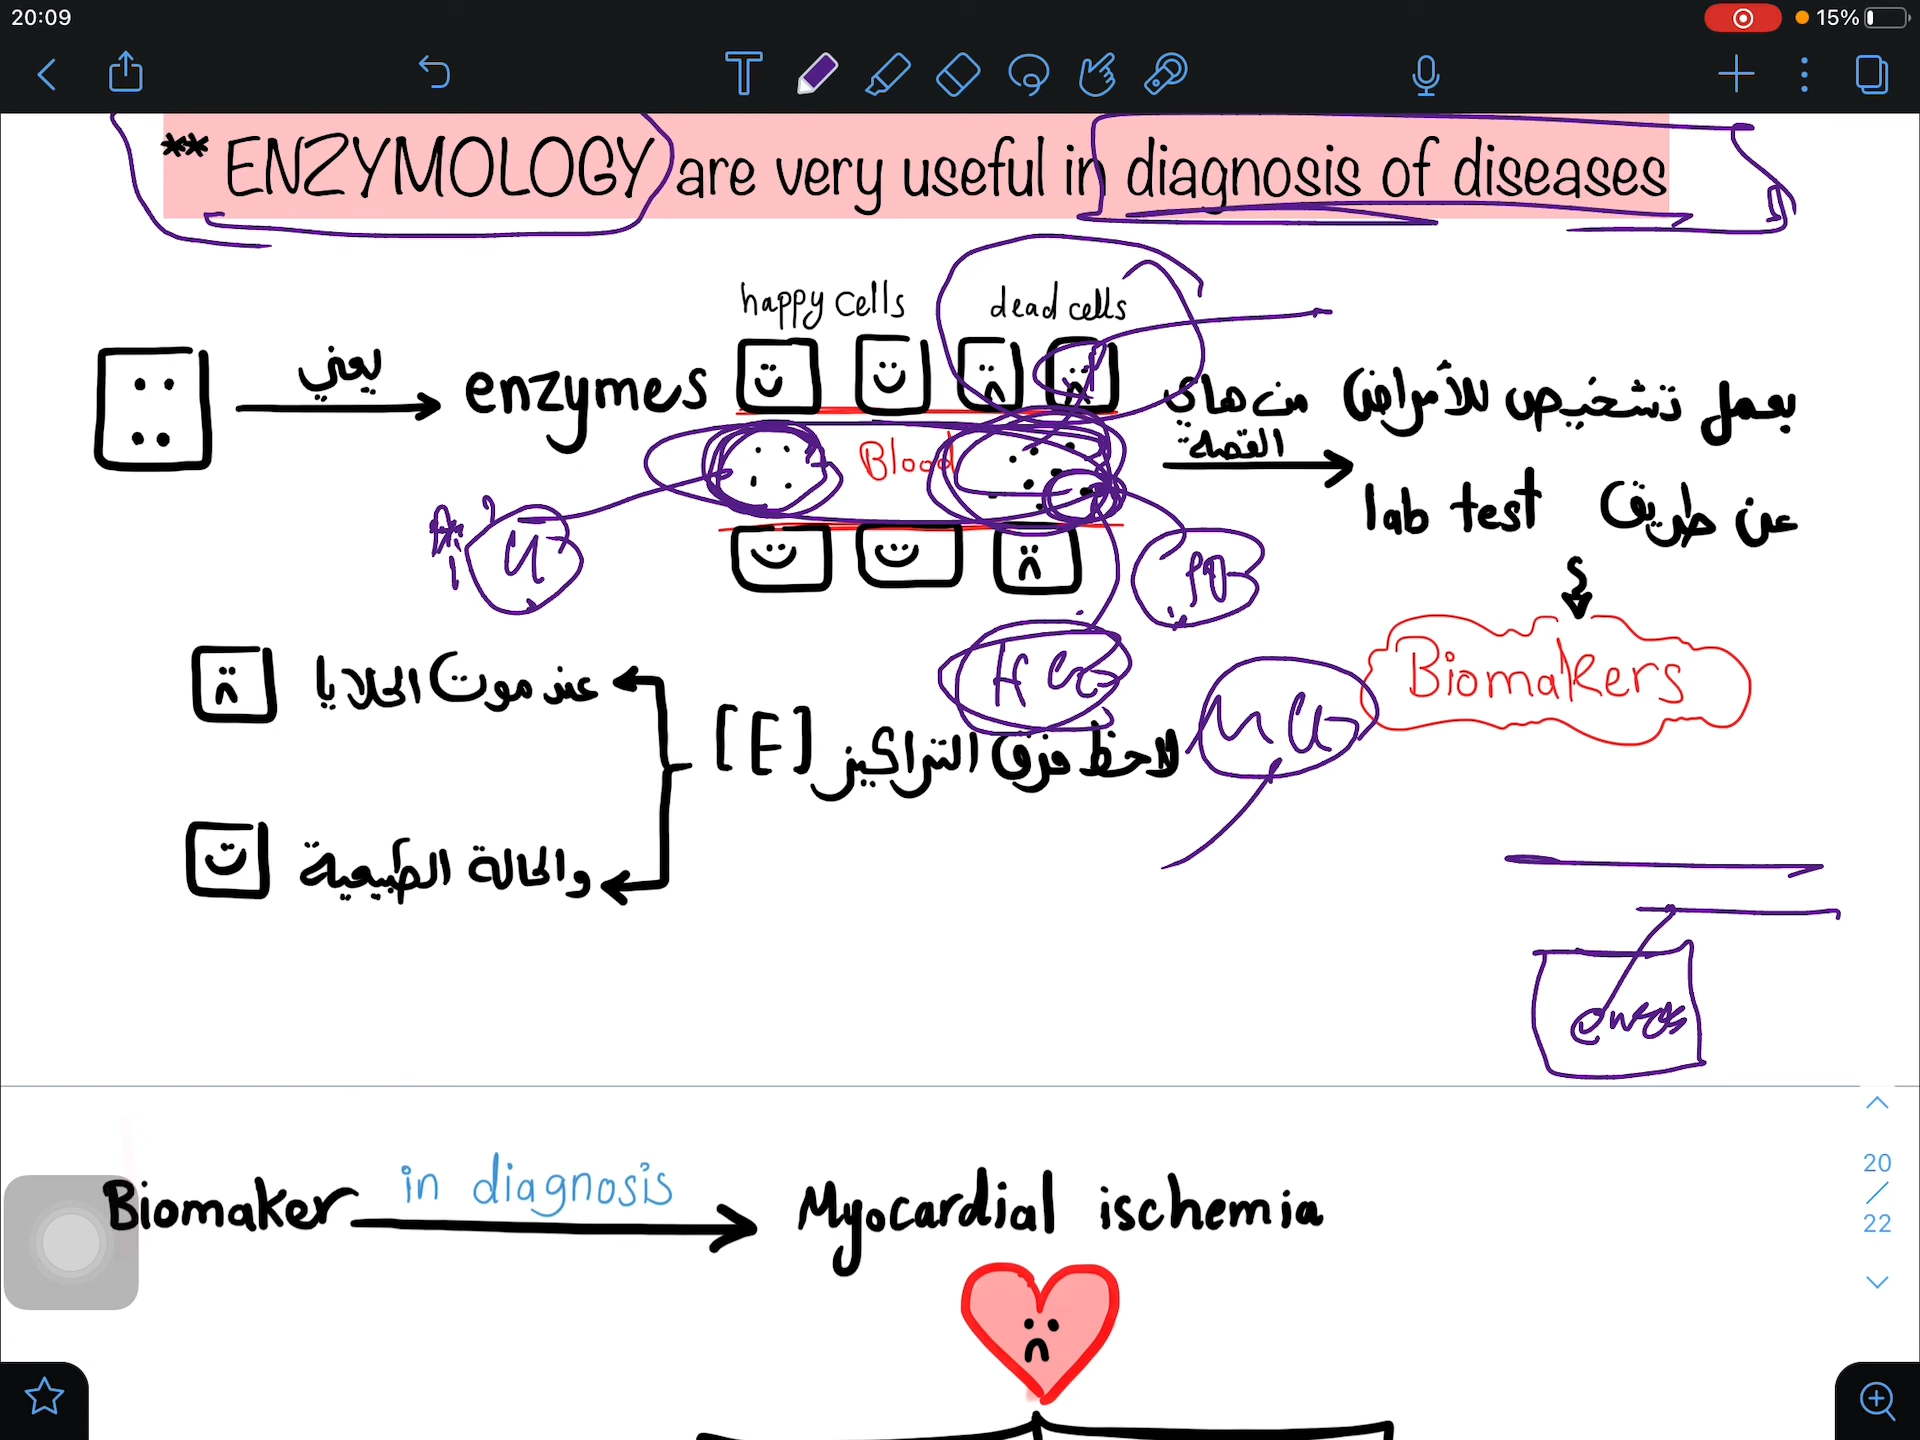 20:09
15%
** ENZYMOLOGY are very useful in diagnosis of diseases
happy cells
dead cells
يعني
enzymes
Blood
من هاي القصة
بعمل تشخيص للأمراض
عن طريق lab test
Biomakers
لاحظ فرق التراكيز [E]
عند موت الخلايا
والحالة الطبيعية
Biomaker in diagnosis Myocardial ischemia
20
/
22